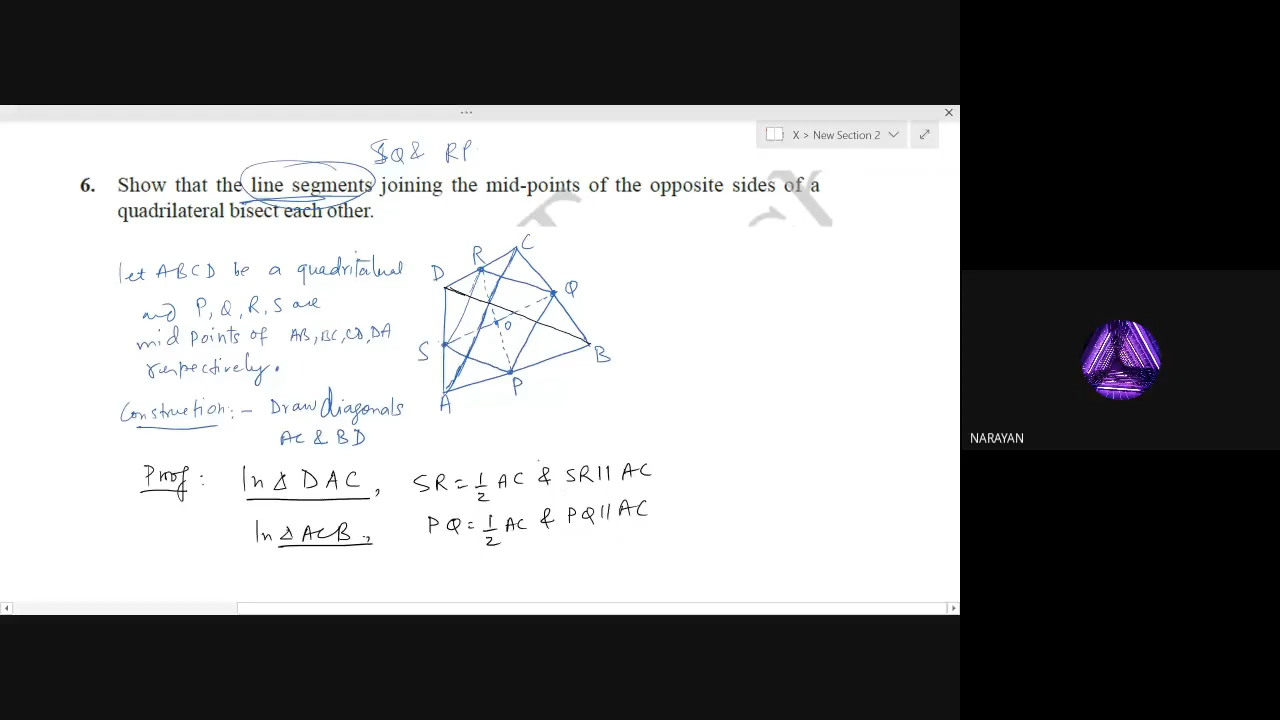 X > New Section 2
SQ & RP
6. Show that the line segments joining the mid-points of the opposite sides of a
quadrilateral bisect each other.
let ABCD be a quadrilateral
and P, Q, R, S are
mid points of AB, BC, CD, DA
respectively.
Construction :- Draw diagonals
AC & BD
C
R
D
Q
O
S
B
P
A
Proof : In Δ DAC, SR = 1/2 AC & SR || AC
In Δ ACB, PQ = 1/2 AC & PQ || AC
NARAYAN